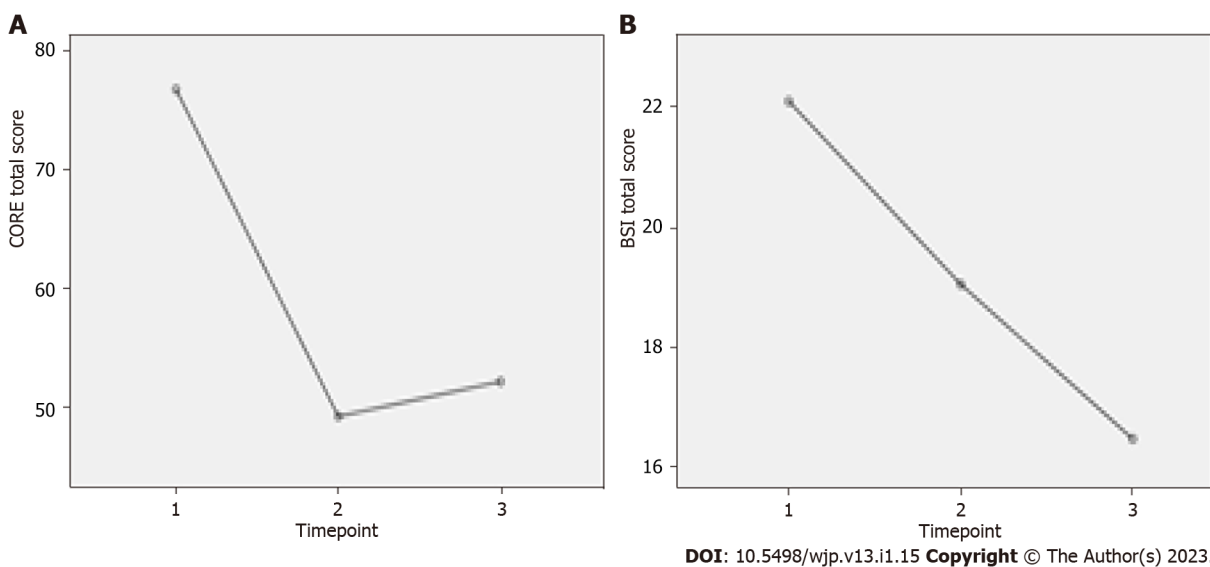 A
80
70
60
50
CORE total score
1
2
3
Timepoint
B
22
20
18
16
BSI total score
1
2
3
Timepoint
DOI: 10.5498/wjp.v13.i1.15 Copyright © The Author(s) 2023.